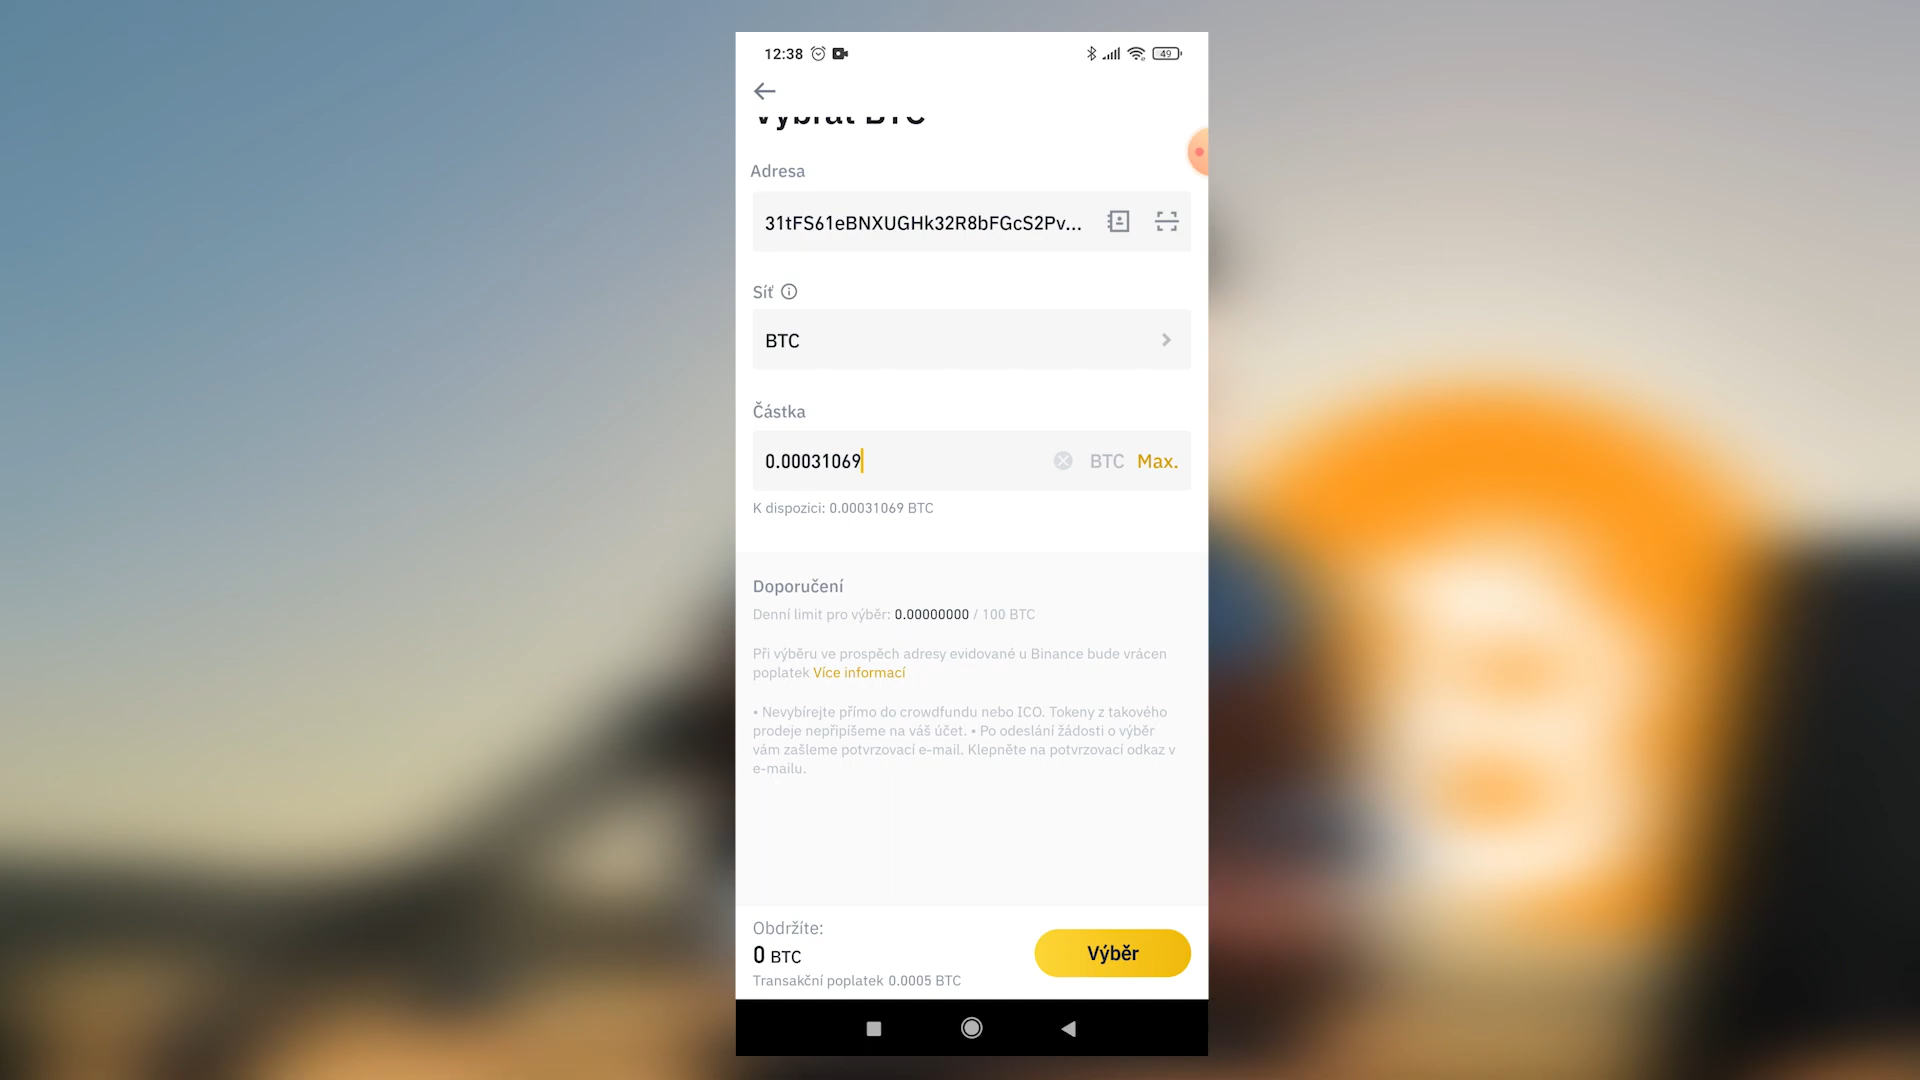 12:38
49
Vybrat BTC
Adresa
31tFS61eBNXUGHk32R8bFGcS2Pv...
Síť
BTC
Částka
0.00031069 BTC Max.
K dispozici: 0.00031069 BTC
Doporučení
Denní limit pro výběr: 0.00000000 / 100 BTC
Při výběru ve prospěch adresy evidované u Binance bude vrácen
poplatek Více informací
• Nevybírejte přímo do crowdfundu nebo ICO. Tokeny z takového
prodeje nepřipíšeme na váš účet. • Po odeslání žádosti o výběr
vám zašleme potvrzovací e-mail. Klepněte na potvrzovací odkaz v
e-mailu.
Obdržíte:
0 BTC
Výběr
Transakční poplatek 0.0005 BTC